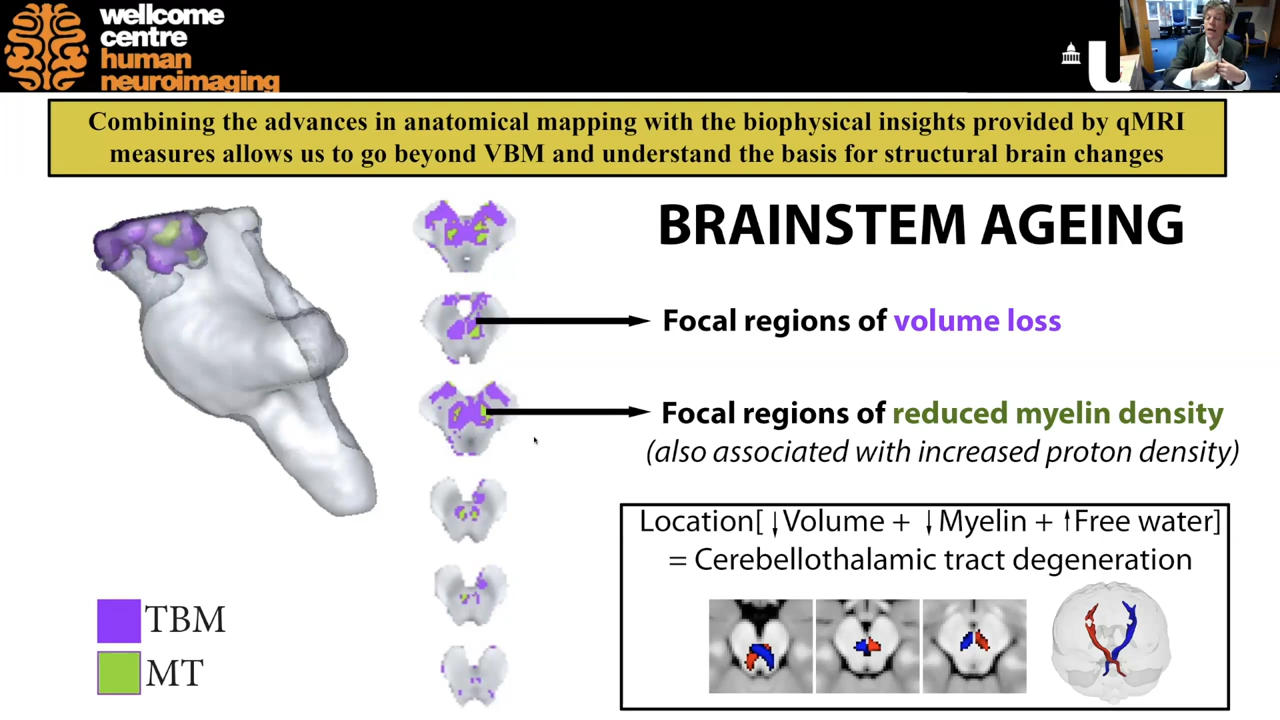 wellcome
centre
human
neuroimaging
U
Combining the advances in anatomical mapping with the biophysical insights provided by qMRI
measures allows us to go beyond VBM and understand the basis for structural brain changes
BRAINSTEM AGEING
Focal regions of volume loss
Focal regions of reduced myelin density
(also associated with increased proton density)
Location[↓Volume + ↓Myelin + ↑Free water]
= Cerebellothalamic tract degeneration
TBM
MT